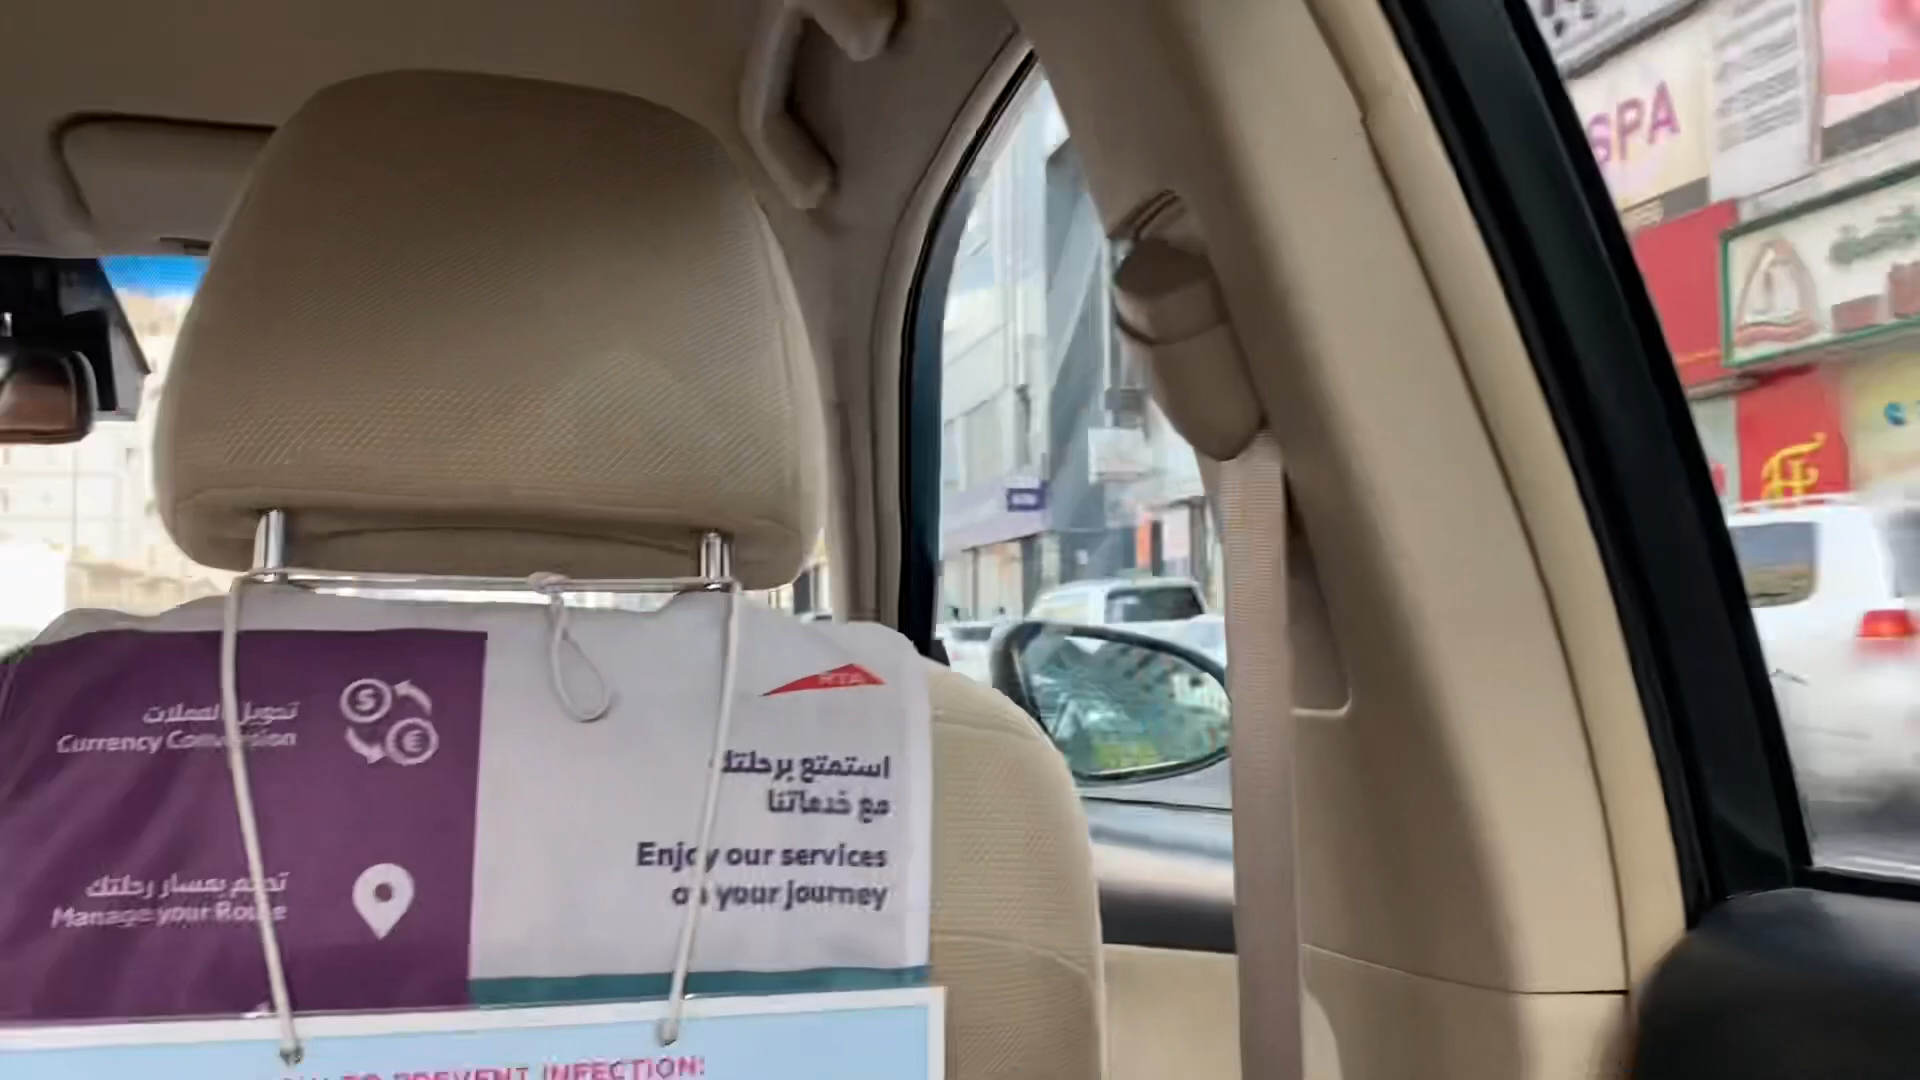 تحويل العملات
Currency Conversion
تحكم بمسار رحلتك
Manage your Route
RTA
استمتع برحلتك
مع خدماتنا
Enjoy our services
on your journey
TO PREVENT INFECTION:
SPA